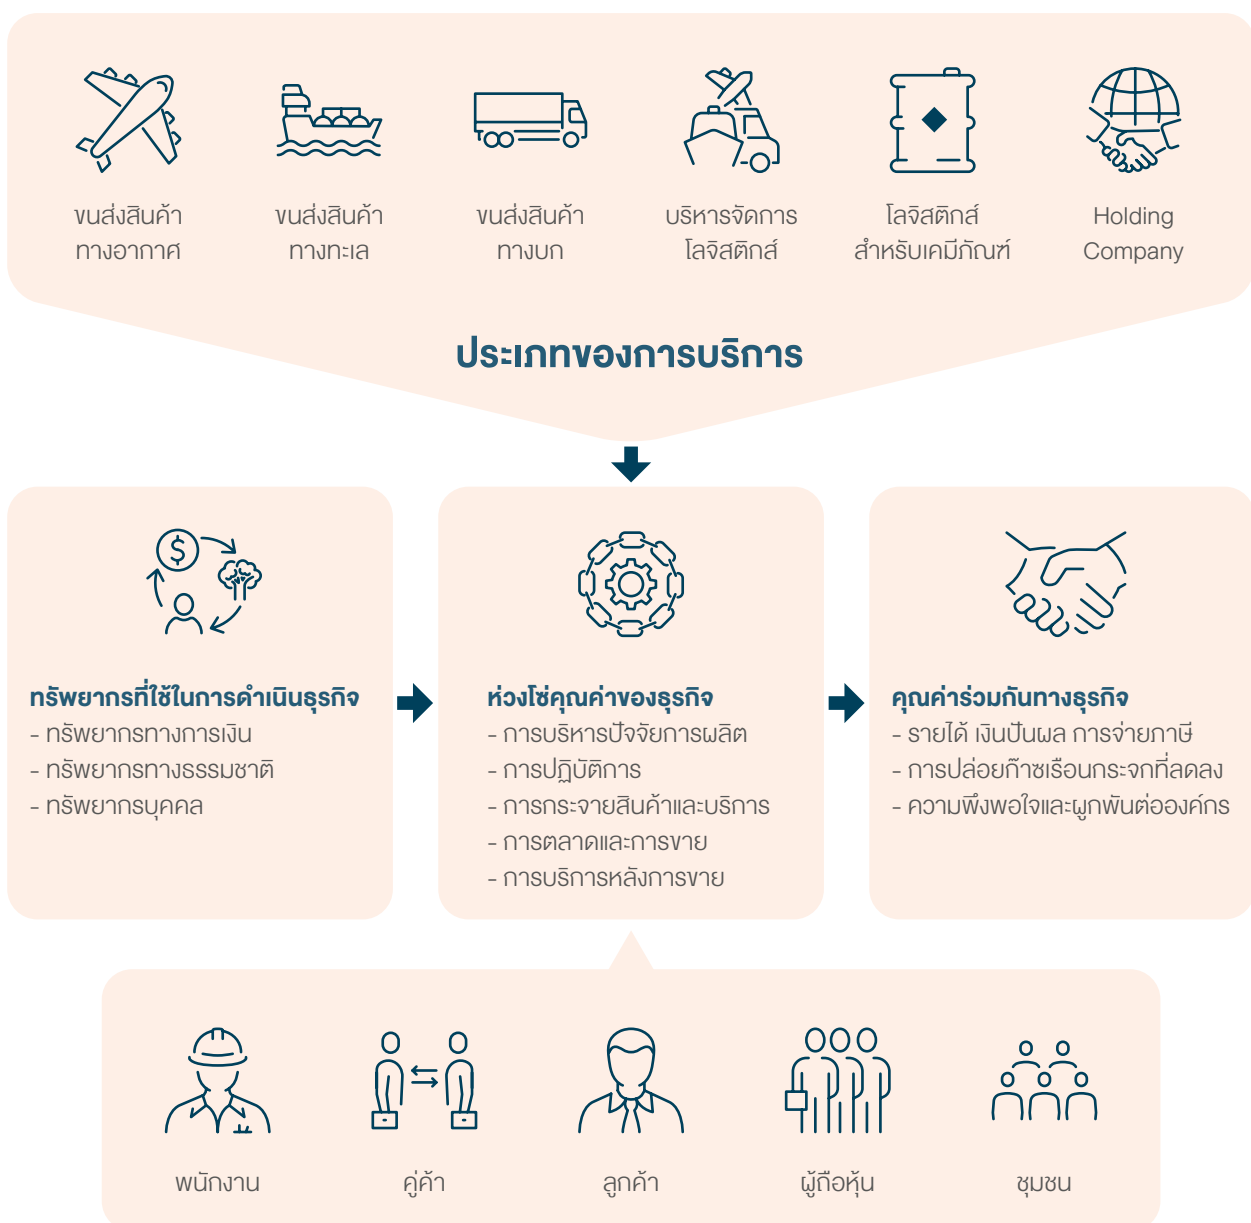 ขนส่งสินค้า
ทางอากาศ
ขนส่งสินค้า
ทางทะเล
ขนส่งสินค้า
ทางบก
บริหารจัดการ
โลจิสติกส์
โลจิสติกส์
สำหรับเคมีภัณฑ์
Holding
Company
ประเภทของการบริการ
$
ทรัพยากรที่ใช้ในการดำเนินธุรกิจ
- ทรัพยากรทางการเงิน
- ทรัพยากรทางธรรมชาติ
- ทรัพยากรบุคคล
ห่วงโซ่คุณค่าของธุรกิจ
- การบริหารปัจจัยการผลิต
- การปฏิบัติการ
- การกระจายสินค้าและบริการ
- การตลาดและการขาย
- การบริการหลังการขาย
คุณค่าร่วมกันทางธุรกิจ
- รายได้ เงินปันผล การจ่ายภาษี
- การปล่อยก๊าซเรือนกระจกที่ลดลง
- ความพึงพอใจและผูกพันต่อองค์กร
พนักงาน
คู่ค้า
ลูกค้า
ผู้ถือหุ้น
ชุมชน